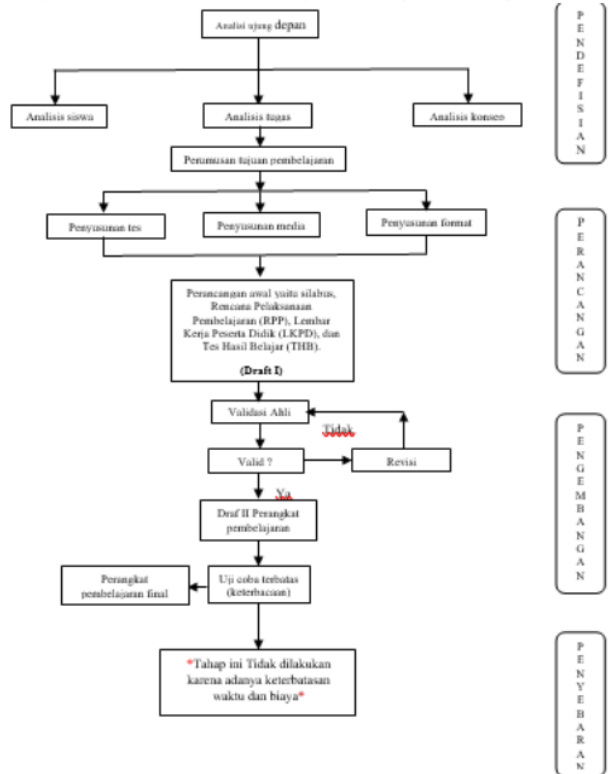 Analisi ujung depan
Analisis siswa
Analisis tugas
Analisis konsep
Perumusan tujuan pembelajaran
P
E
N
D
E
F
I
S
I
A
N
Penyusunan tes
Penyusunan media
Penyusunan format
Perancangan awal yaitu silabus,
Rencana Pelaksanaan
Pembelajaran (RPP), Lembar
Kerja Peserta Didik (LKPD), dan
Tes Hasil Belajar (THB).
(Draft I)
P
E
R
A
N
C
A
N
G
A
N
Validasi Ahli
Tidak
Valid ?
Revisi
Ya
Draf II Perangkat
pembelajaran
Perangkat
pembelajaran final
Uji coba terbatas
(keterbacaan)
P
E
N
G
E
M
B
A
N
G
A
N
*Tahap ini Tidak dilakukan
karena adanya keterbatasan
waktu dan biaya*
P
E
N
Y
E
B
A
R
A
N